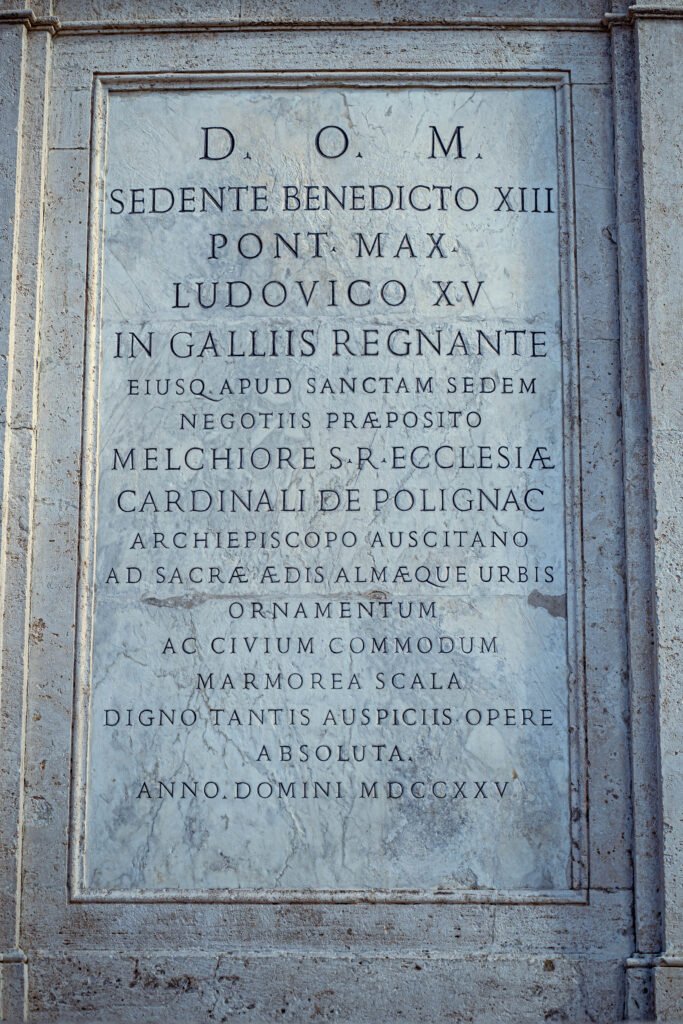 D. O. M.
SEDENTE BENEDICTO XIII
PONT· MAX·
LUDOVICO XV
IN GALLIIS REGNANTE
EIUSQ APUD SANCTAM SEDEM
NEGOTIIS PRÆPOSITO
MELCHIORE S·R·ECCLESIÆ
CARDINALI DE POLIGNAC
ARCHIEPISCOPO AUSCITANO
AD SACRÆ ÆDIS ALMÆQUE URBIS
ORNAMENTUM
AC CIVIUM COMMODUM
MARMOREA SCALA
DIGNO TANTIS AUSPICIIS OPERE
ABSOLUTA.
ANNO. DOMINI MDCCXXV